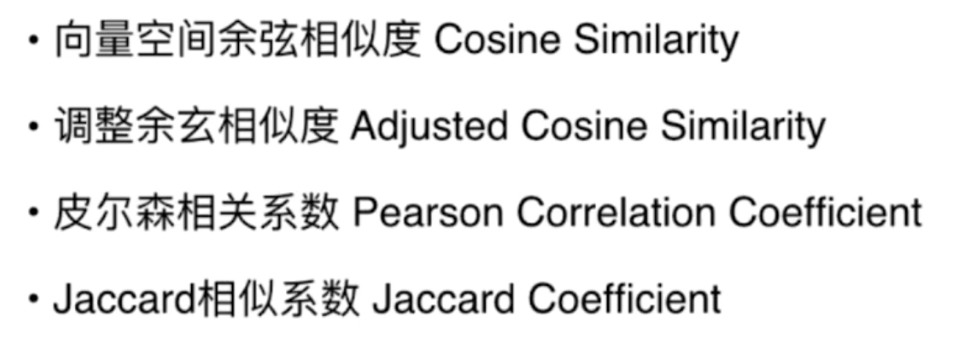 • 向量空间余弦相似度 Cosine Similarity
• 调整余玄相似度 Adjusted Cosine Similarity
• 皮尔森相关系数 Pearson Correlation Coefficient
• Jaccard相似系数 Jaccard Coefficient